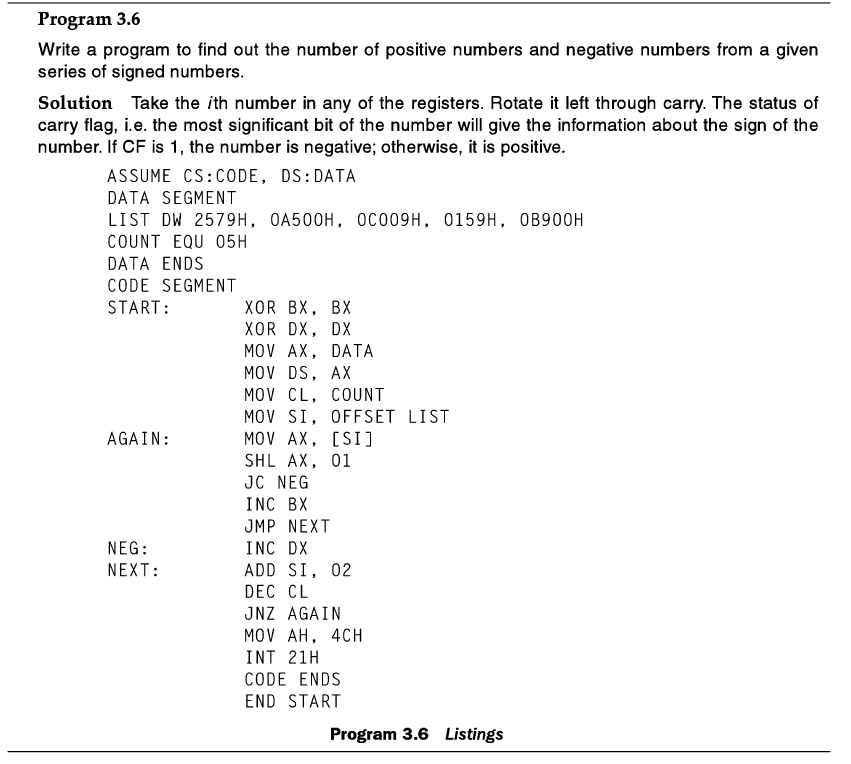 Program 3.6
Write a program to find out the number of positive numbers and negative numbers from a given
series of signed numbers.
Solution Take the ith number in any of the registers. Rotate it left through carry. The status of
carry flag, i.e. the most significant bit of the number will give the information about the sign of the
number. If CF is 1, the number is negative; otherwise, it is positive.
ASSUME CS:CODE, DS:DATA
DATA SEGMENT
LIST DW 2579H, 0A500H, 0C009H, 0159H, 0B900H
COUNT EQU 05H
DATA ENDS
CODE SEGMENT
START: XOR BX, BX
XOR DX, DX
MOV AX, DATA
MOV DS, AX
MOV CL, COUNT
MOV SI, OFFSET LIST
AGAIN: MOV AX, [SI]
SHL AX, 01
JC NEG
INC BX
JMP NEXT
NEG: INC DX
NEXT: ADD SI, 02
DEC CL
JNZ AGAIN
MOV AH, 4CH
INT 21H
CODE ENDS
END START
Program 3.6 Listings